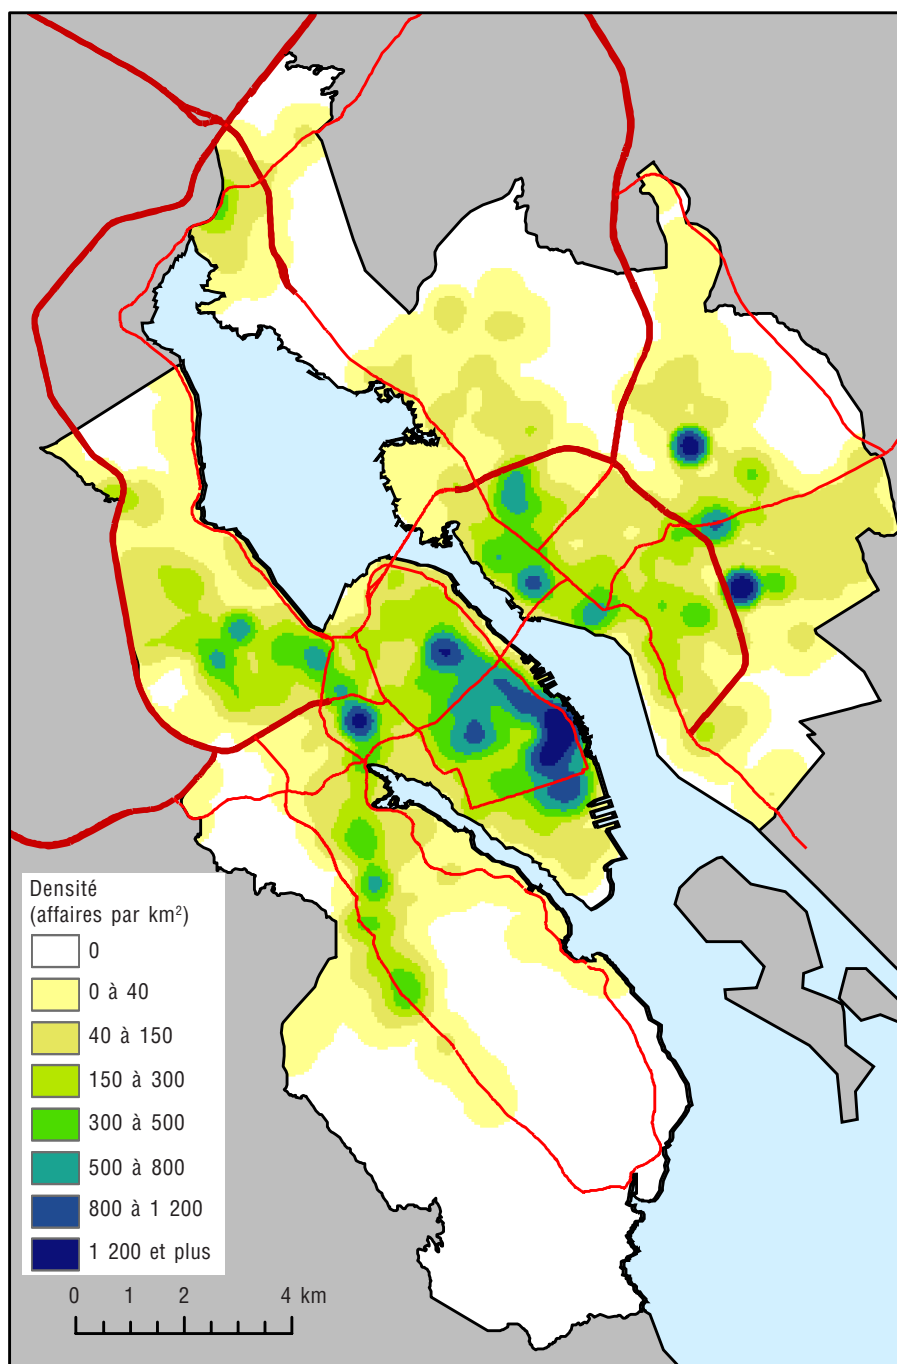 Densité
(affaires par km²)
0
0 à 40
40 à 150
150 à 300
300 à 500
500 à 800
800 à 1 200
1 200 et plus
0 1 2 4 km